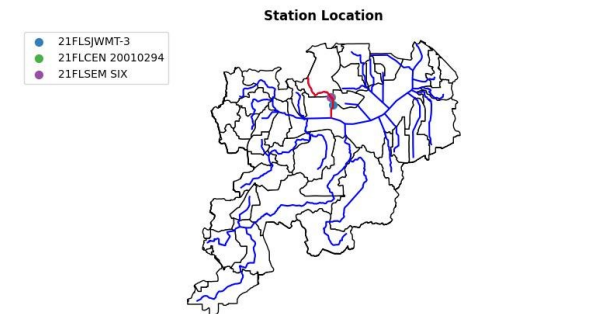 Station Location
21FLSJWMT-3
21FLCEN 20010294
21FLSEM SIX